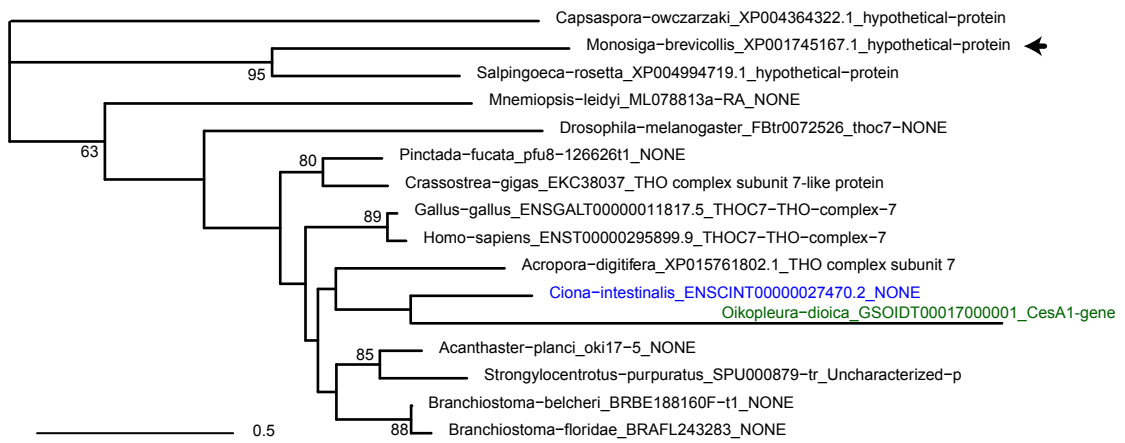 Capsaspora−owczarzaki_XP004364322.1_hypothetical−protein
Monosiga−brevicollis_XP001745167.1_hypothetical−protein
95
Salpingoeca−rosetta_XP004994719.1_hypothetical−protein
Mnemiopsis−leidyi_ML078813a−RA_NONE
Drosophila−melanogaster_FBtr0072526_thoc7−NONE
63
Pinctada−fucata_pfu8−126626t1_NONE
80
Crassostrea−gigas_EKC38037_THO complex subunit 7−like protein
Gallus−gallus_ENSGALT00000011817.5_THOC7−THO−complex−7
89
Homo−sapiens_ENST00000295899.9_THOC7−THO−complex−7
Acropora−digitifera_XP015761802.1_THO complex subunit 7
Ciona−intestinalis_ENSCINT00000027470.2_NONE
Oikopleura−dioica_GSOIDT00017000001_CesA1-gene
Acanthaster−planci_oki17−5_NONE
85
Strongylocentrotus−purpuratus_SPU000879−tr_Uncharacterized−p
Branchiostoma−belcheri_BRBE188160F−t1_NONE
88
Branchiostoma−floridae_BRAFL243283_NONE
0.5